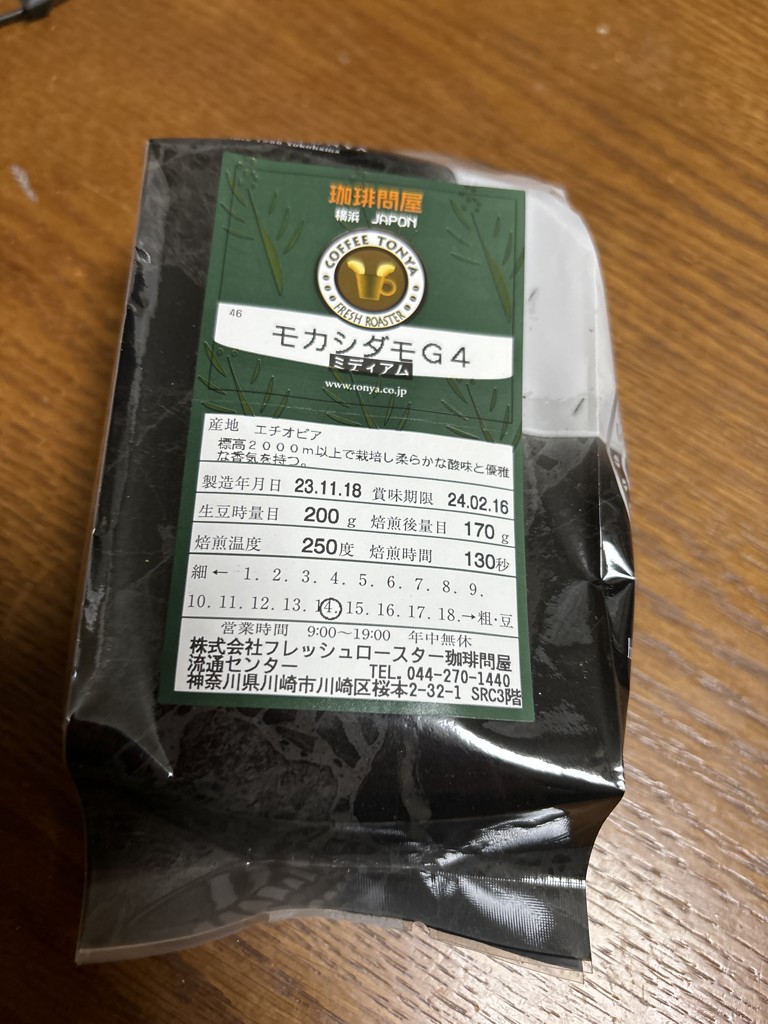 珈琲問屋
横浜 JAPON
COFFEE TONYA
FRESH ROASTER
46
モカシダモG4
ミディアム
www.tonya.co.jp
産地 エチオピア
標高2000m以上で栽培し柔らかな酸味と優雅
な香気を持つ。
製造年月日 23.11.18 賞味期限 24.02.16
生豆時量目 200g 焙煎後量目 170g
焙煎温度 250度 焙煎時間 130秒
細← 1. 2. 3. 4. 5. 6. 7. 8. 9.
10. 11. 12. 13. 14. 15. 16. 17. 18.→粗・豆
営業時間 9:00~19:00 年中無休
株式会社フレッシュロースター珈琲問屋
流通センター TEL.044-270-1440
神奈川県川崎市川崎区桜本2-32-1 SRC3階